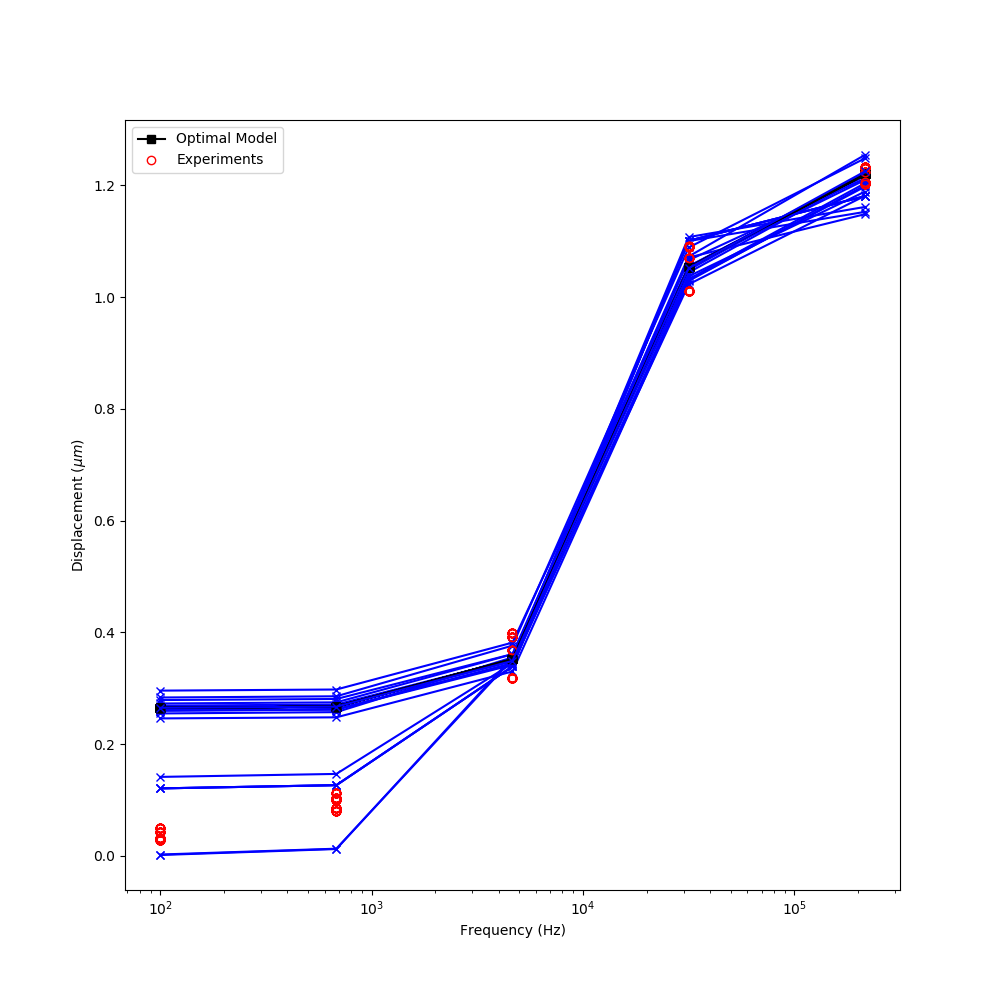 Optimal Model
Experiments
1.2
1.0
0.8
0.6
0.4
0.2
0.0
Displacement (μm)
10²
10³
10⁴
10⁵
Frequency (Hz)